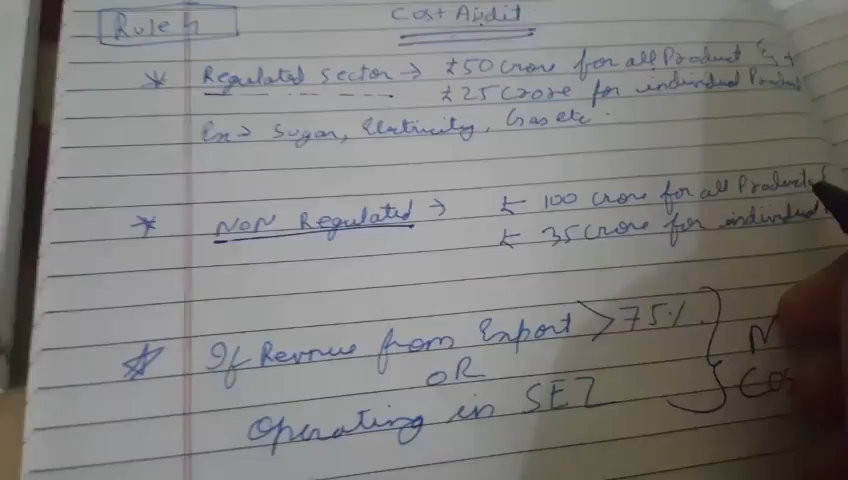 Rule 4
Cost Audit
* Regulated Sector → ₹50 crore for all Product &
₹25 crore for individual Product
Ex → Sugar, Electricity, Gas etc.
* Non Regulated → ₹ 100 crore for all Products
₹ 35 crore for individual
If Revenue from Export > 75%
OR
Operating in SEZ
N
Cos